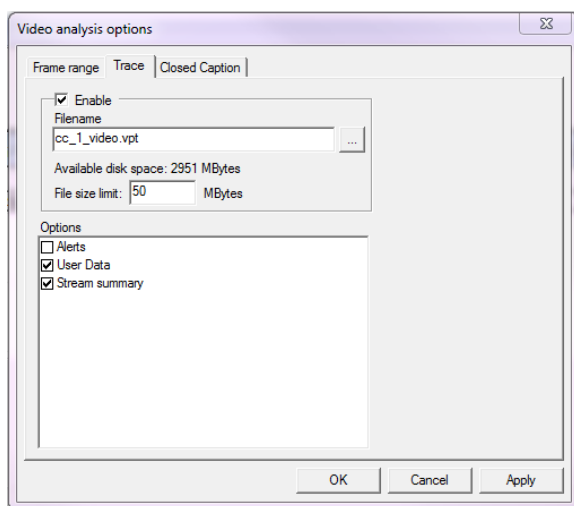 Video analysis options
Frame range Trace Closed Caption
Enable
Filename
cc_1_video.vpt ...
Available disk space: 2951 MBytes
File size limit: 50 MBytes
Options
Alerts
User Data
Stream summary
OK Cancel Apply